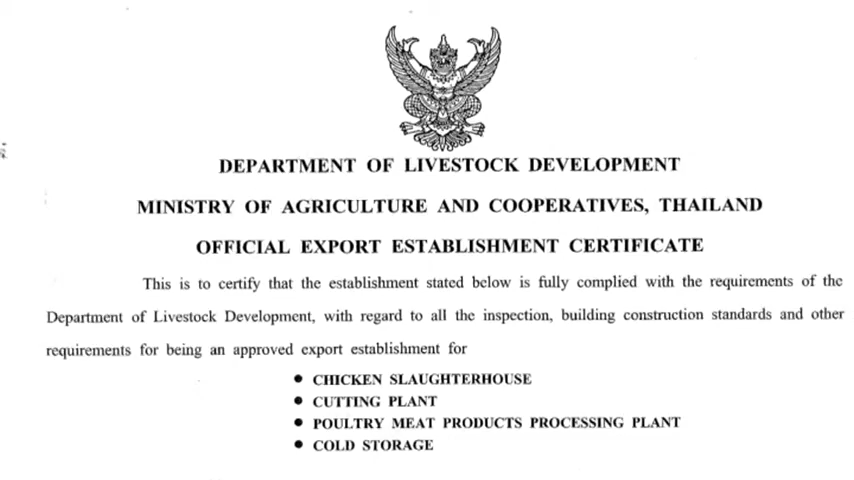 DEPARTMENT OF LIVESTOCK DEVELOPMENT
MINISTRY OF AGRICULTURE AND COOPERATIVES, THAILAND
OFFICIAL EXPORT ESTABLISHMENT CERTIFICATE
This is to certify that the establishment stated below is fully complied with the requirements of the
Department of Livestock Development, with regard to all the inspection, building construction standards and other
requirements for being an approved export establishment for
● CHICKEN SLAUGHTERHOUSE
● CUTTING PLANT
● POULTRY MEAT PRODUCTS PROCESSING PLANT
● COLD STORAGE